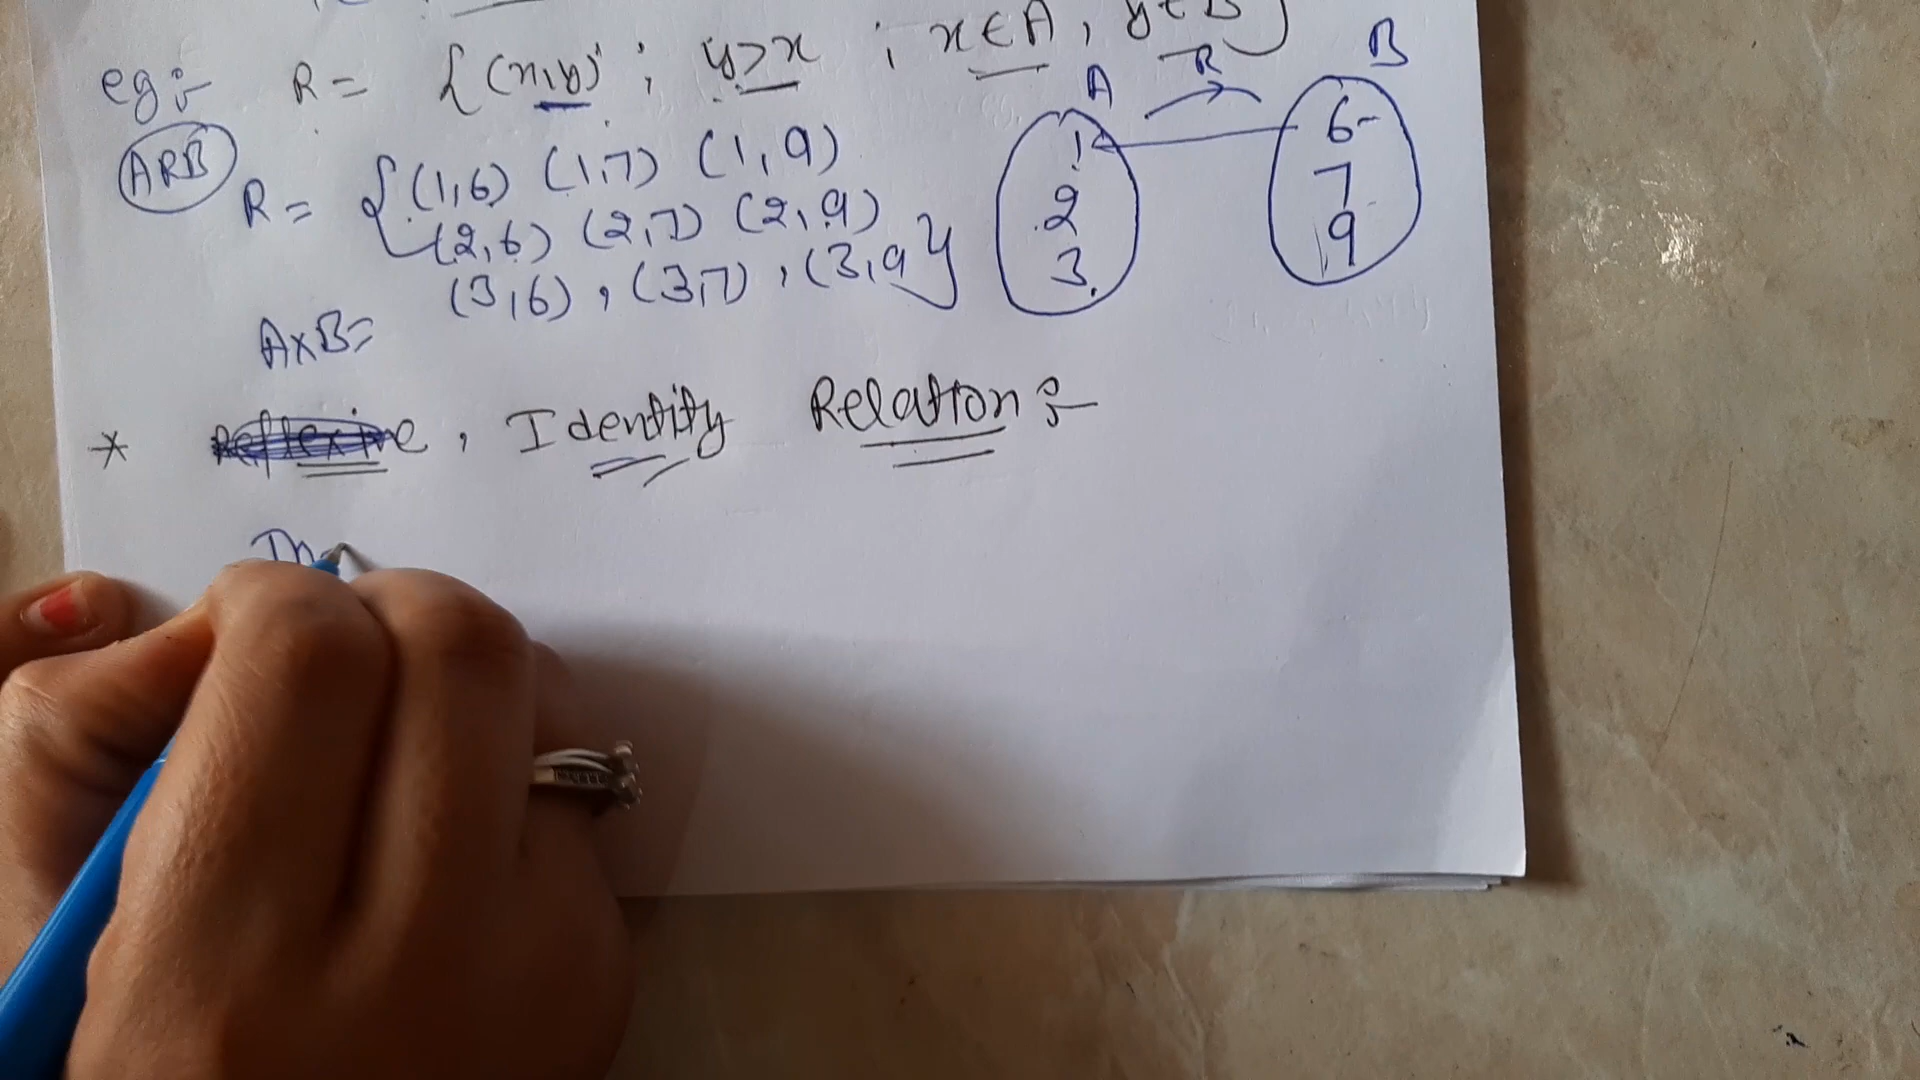 eg:- R = {(x,y) ; y>x ; x∈A, y∈B}
A R B
ARB
R = {(1,6) (1,7) (1,9)
(2,6) (2,7) (2,9)
(3,6), (3,7), (3,9}
1 6
2 7
3 9
A×B=
* Reflexive, Identity Relation :-
The